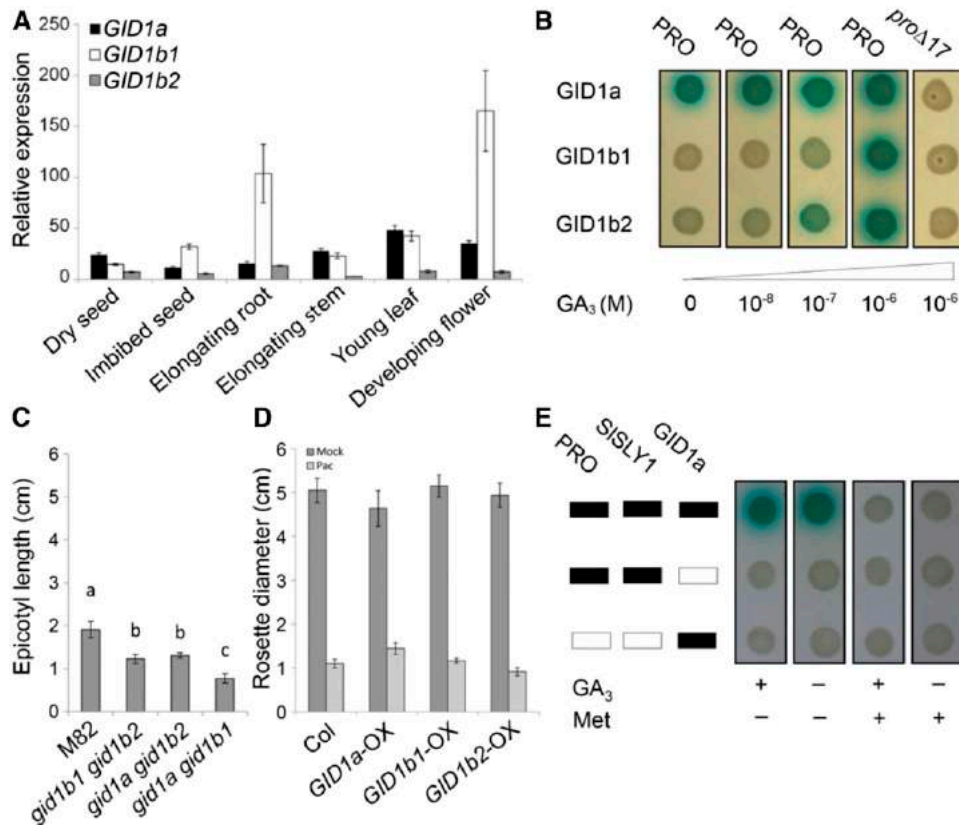 A
250
200
150
100
50
0
Relative expression
GID1a
GID1b1
GID1b2
Dry seed
Imbibed seed
Elongating root
Elongating stem
Young leaf
Developing flower
B
PRO PRO PRO PRO proΔ17
GID1a
GID1b1
GID1b2
GA₃ (M) 0 10⁻⁸ 10⁻⁷ 10⁻⁶ 10⁻⁶
C
6
5
4
3
2
1
0
Epicotyl length (cm)
a
b
b
c
M82
gid1b1 gid1b2
gid1a gid1b2
gid1a gid1b1
D
6
5
4
3
2
1
0
Rosette diameter (cm)
Mock
Pac
Col
GID1a-OX
GID1b1-OX
GID1b2-OX
E
PRO SlSLY1 GID1a
GA₃ + – + –
Met – – + +